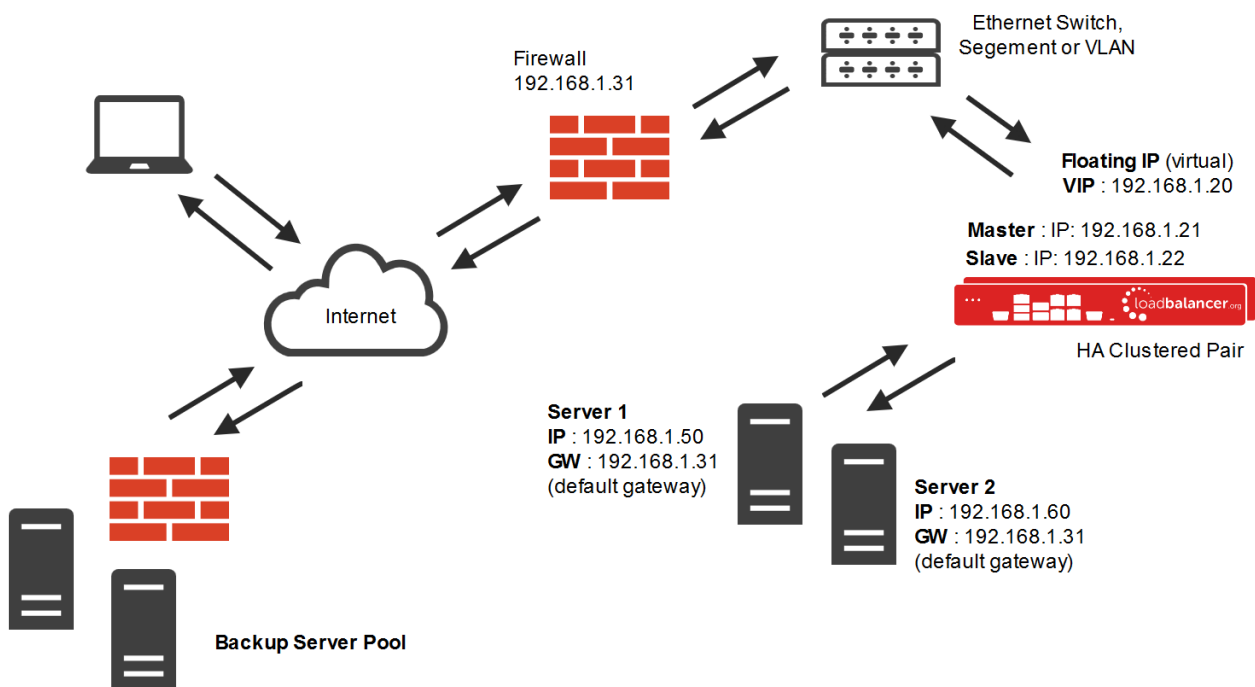 Ethernet Switch,
Segement or VLAN
Firewall
192.168.1.31
Floating IP (virtual)
VIP : 192.168.1.20
Master : IP: 192.168.1.21
Slave : IP: 192.168.1.22
loadbalancer.org
HA Clustered Pair
Internet
Server 1
IP : 192.168.1.50
GW : 192.168.1.31
(default gateway)
Server 2
IP : 192.168.1.60
GW : 192.168.1.31
(default gateway)
Backup Server Pool